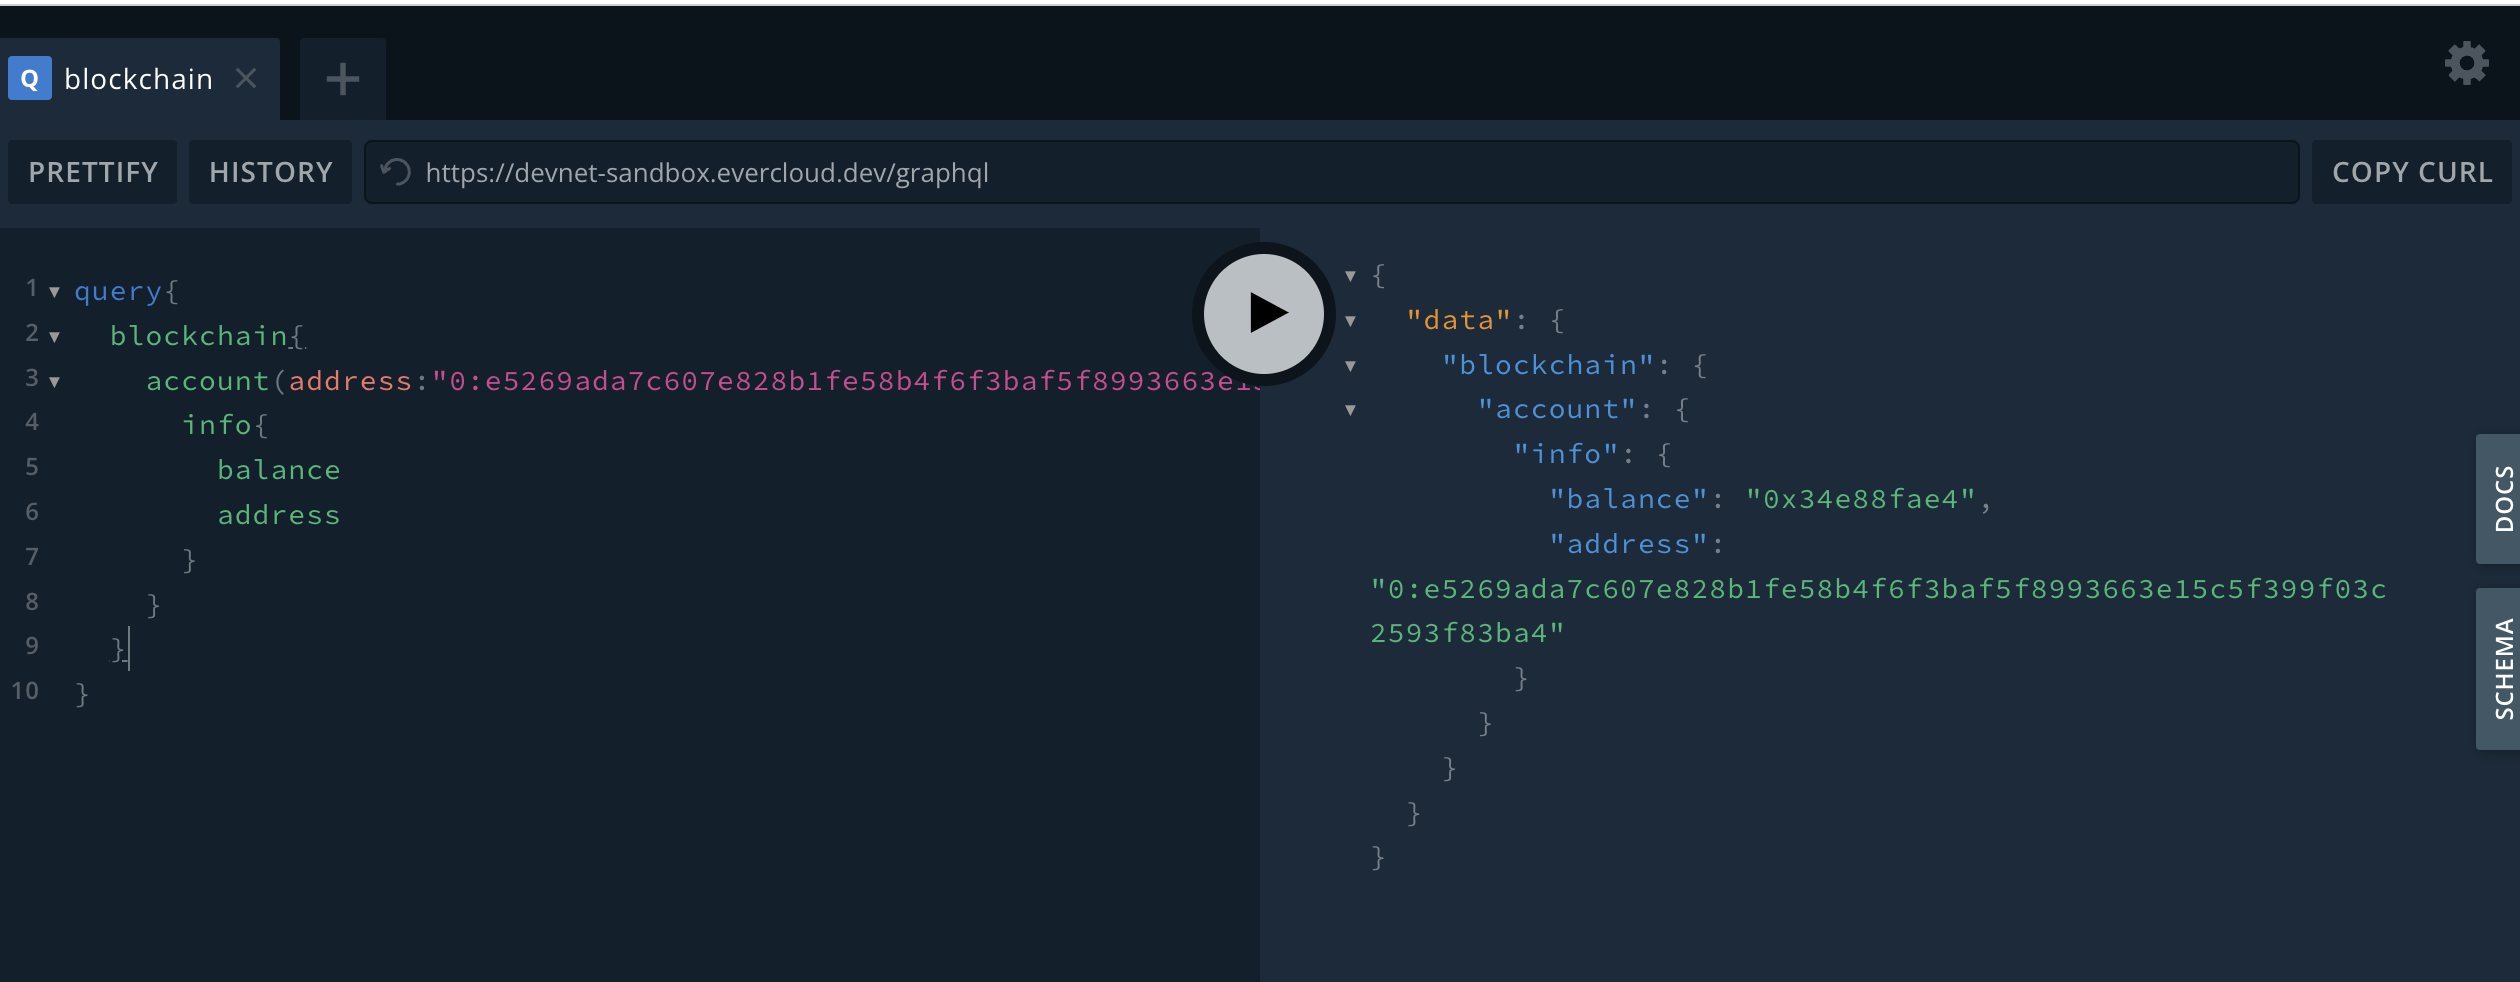 Q blockchain
PRETTIFY HISTORY https://devnet-sandbox.evercloud.dev/graphql COPY CURL
1 query{
2 blockchain{
3 account(address:"0:e5269ada7c607e828b1fe58b4f6f3baf5f8993663e1
4 info{
5 balance
6 address
7 }
8 }
9 }
10 }
{
"data": {
"blockchain": {
"account": {
"info": {
"balance": "0x34e88fae4",
"address":
"0:e5269ada7c607e828b1fe58b4f6f3baf5f8993663e15c5f399f03c
2593f83ba4"
}
}
}
}
}
DOCS
SCHEMA